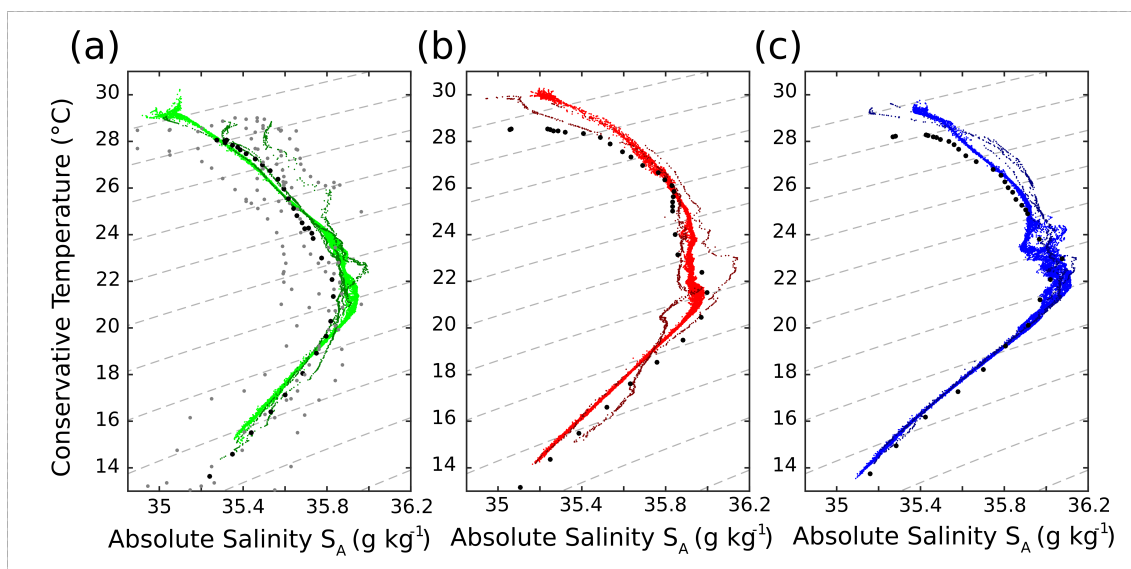 (a) (b) (c)
30 30 30
28 28 28
26 26 26
24 24 24
22 22 22
20 20 20
18 18 18
16 16 16
14 14 14
Conservative Temperature (°C)
35 35.4 35.8 36.2 35 35.4 35.8 36.2 35 35.4 35.8 36.2
Absolute Salinity S_A (g kg⁻¹) Absolute Salinity S_A (g kg⁻¹) Absolute Salinity S_A (g kg⁻¹)